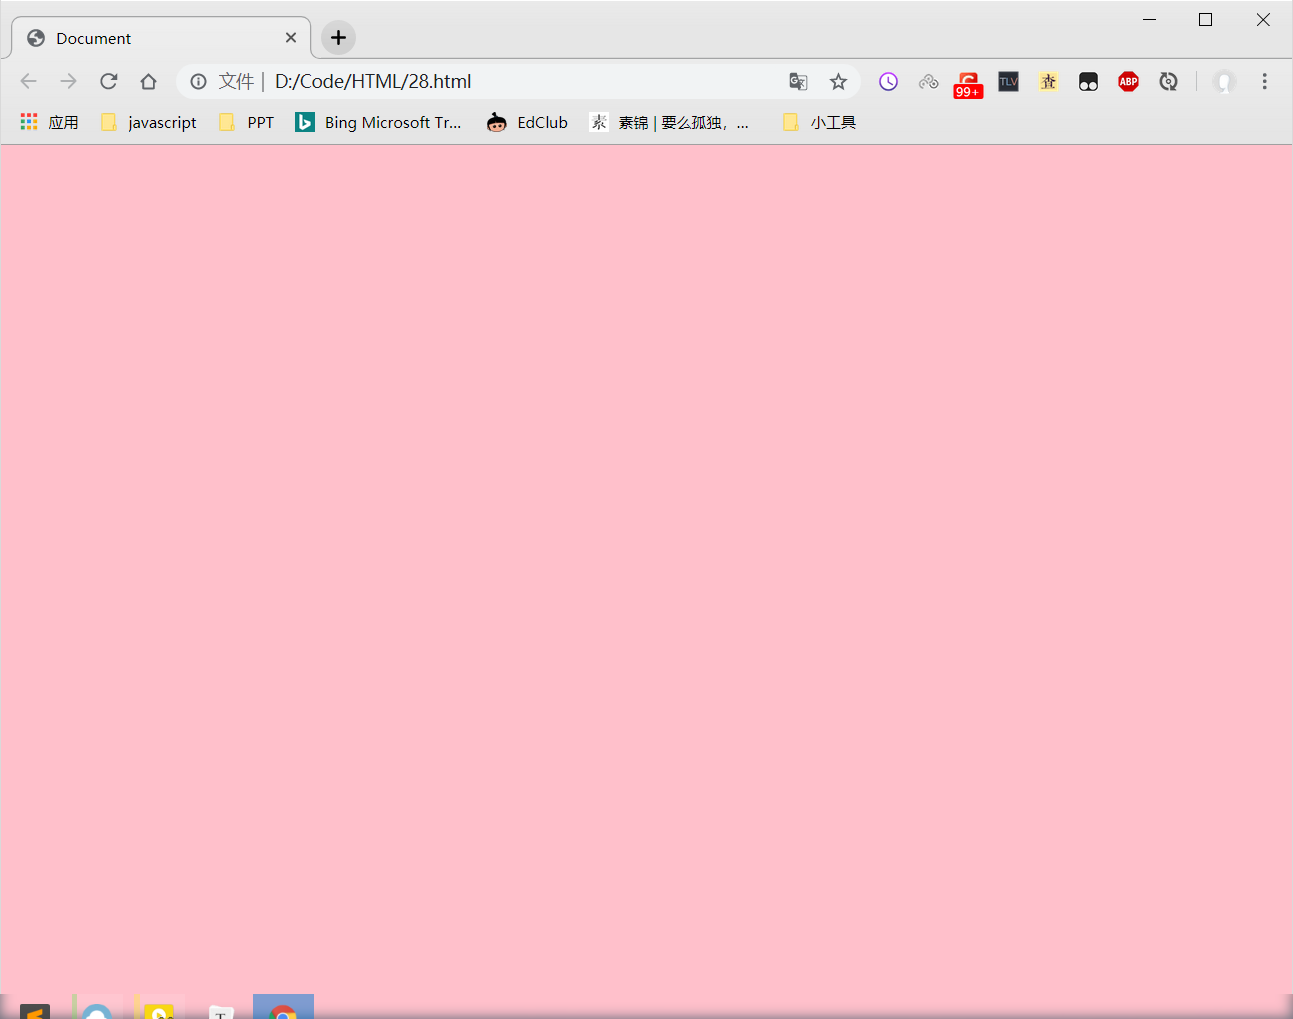 Document
文件 | D:/Code/HTML/28.html
99+
TLV
查
ABP
应用 javascript PPT Bing Microsoft Tr... EdClub 素 素锦 | 要么孤独，... 小工具
T